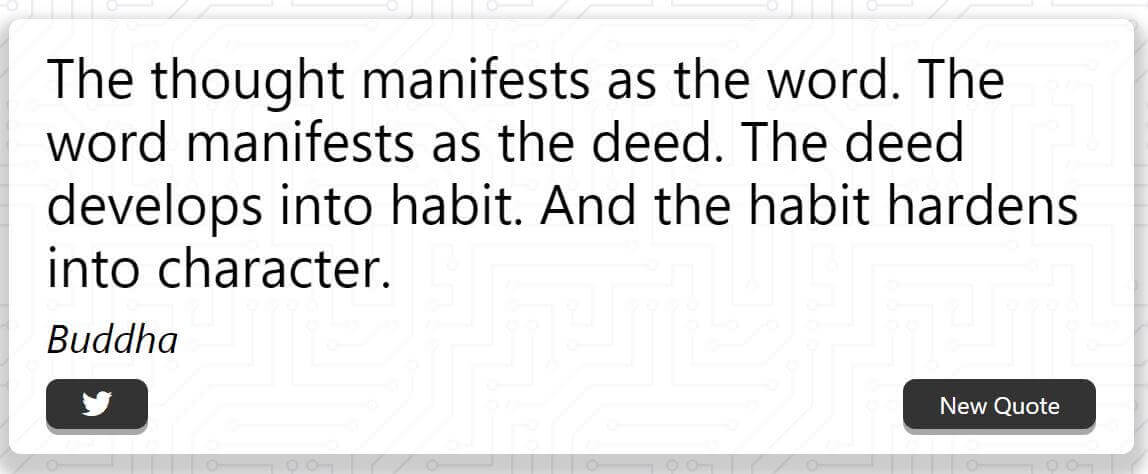 The thought manifests as the word. The
word manifests as the deed. The deed
develops into habit. And the habit hardens
into character.
Buddha
New Quote